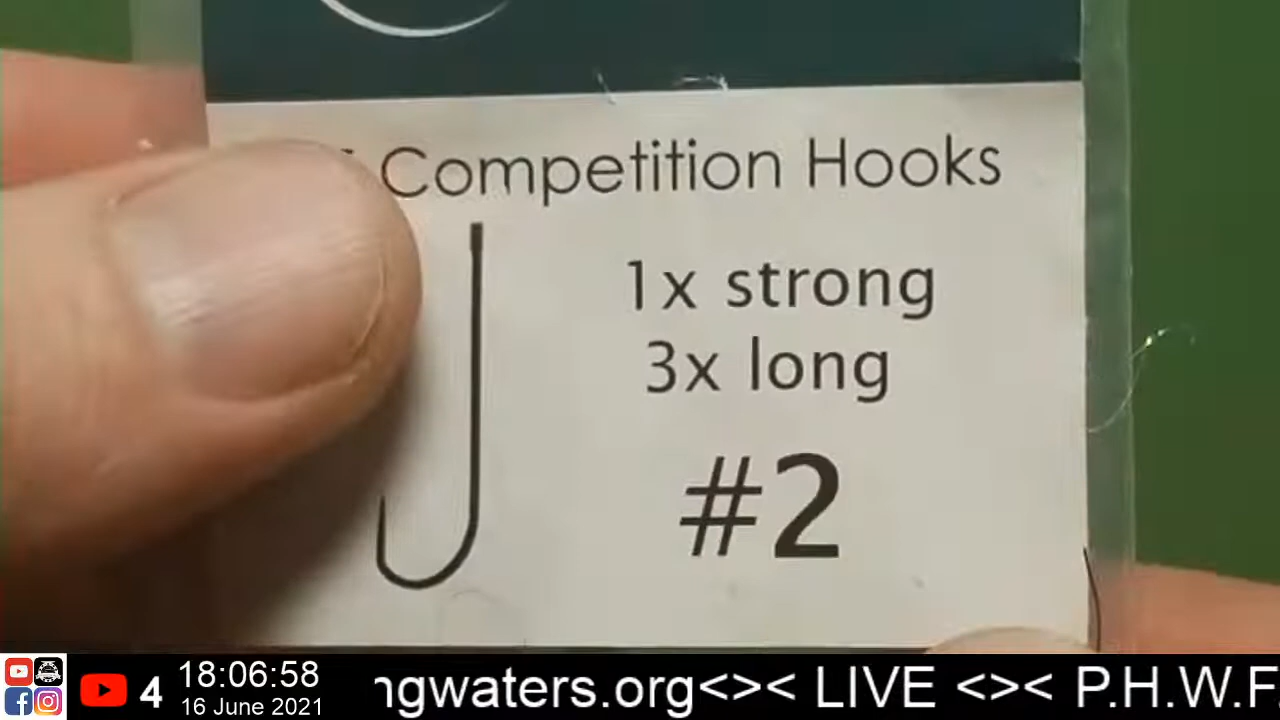 Competition Hooks
1x strong
3x long
#2
4
18:06:58
16 June 2021
ngwaters.org<><
LIVE <><
P.H.W.F